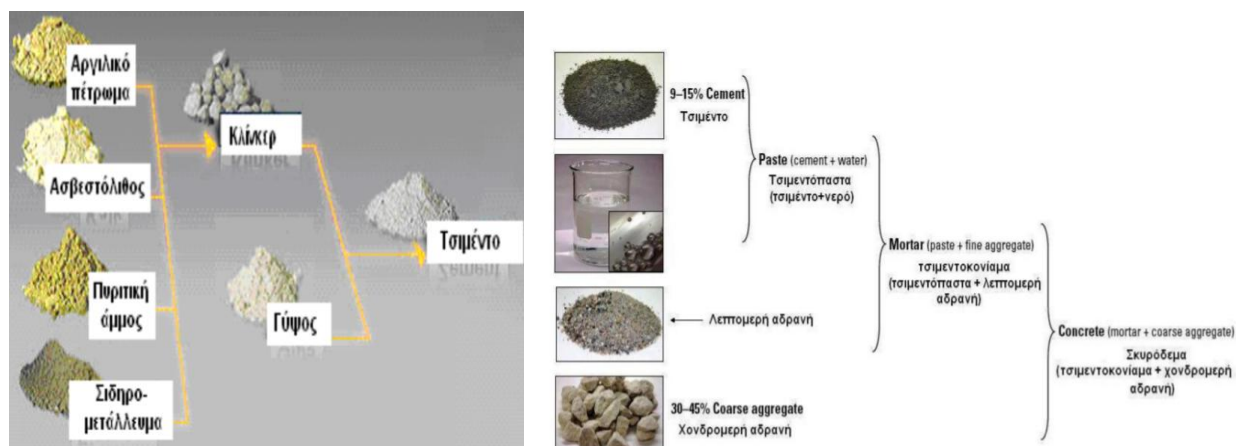 Αργιλικό
πέτρωμα
Κλίνκερ
Ασβεστόλιθος
Τσιμέντο
Πυριτική
άμμος
Γύψος
Σιδηρο-
μετάλλευμα
9–15% Cement
Τσιμέντο
Paste (cement + water)
Τσιμεντόπαστα
(τσιμέντο+νερό)
Mortar (paste + fine aggregate)
τσιμεντοκονίαμα
(τσιμεντόπαστα + λεπτομερή
αδρανή)
Λεπτομερή αδρανή
Concrete (mortar + coarse aggregate)
Σκυρόδεμα
(τσιμεντοκονίαμα + χονδρομερή
αδρανή)
30–45% Coarse aggregate
Χονδρομερή αδρανή